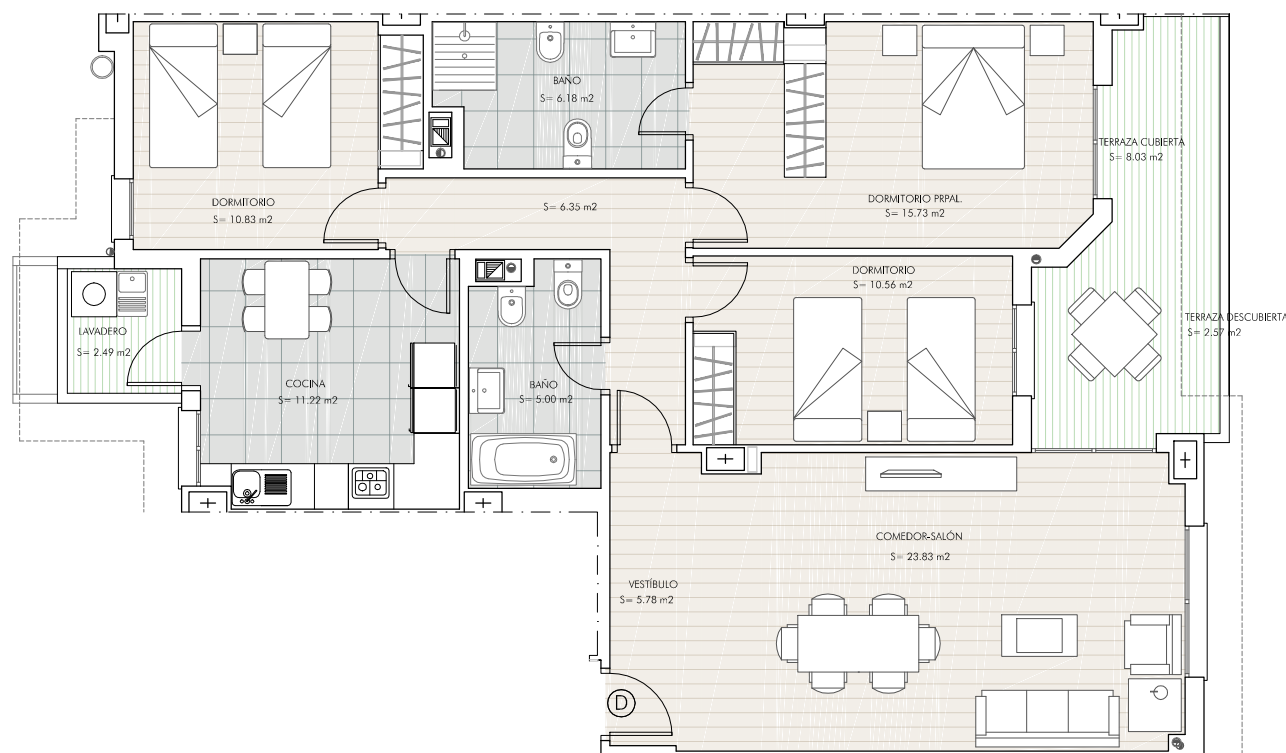 BAÑO
S= 6.18 m2
TERRAZA CUBIERTA
S= 8.03 m2
DORMITORIO
S= 10.83 m2
S= 6.35 m2
DORMITORIO PRPAL.
S= 15.73 m2
DORMITORIO
S= 10.56 m2
TERRAZA DESCUBIERTA
S= 2.57 m2
LAVADERO
S= 2.49 m2
COCINA
S= 11.22 m2
BAÑO
S= 5.00 m2
COMEDOR-SALÓN
S= 23.83 m2
VESTÍBULO
S= 5.78 m2
D